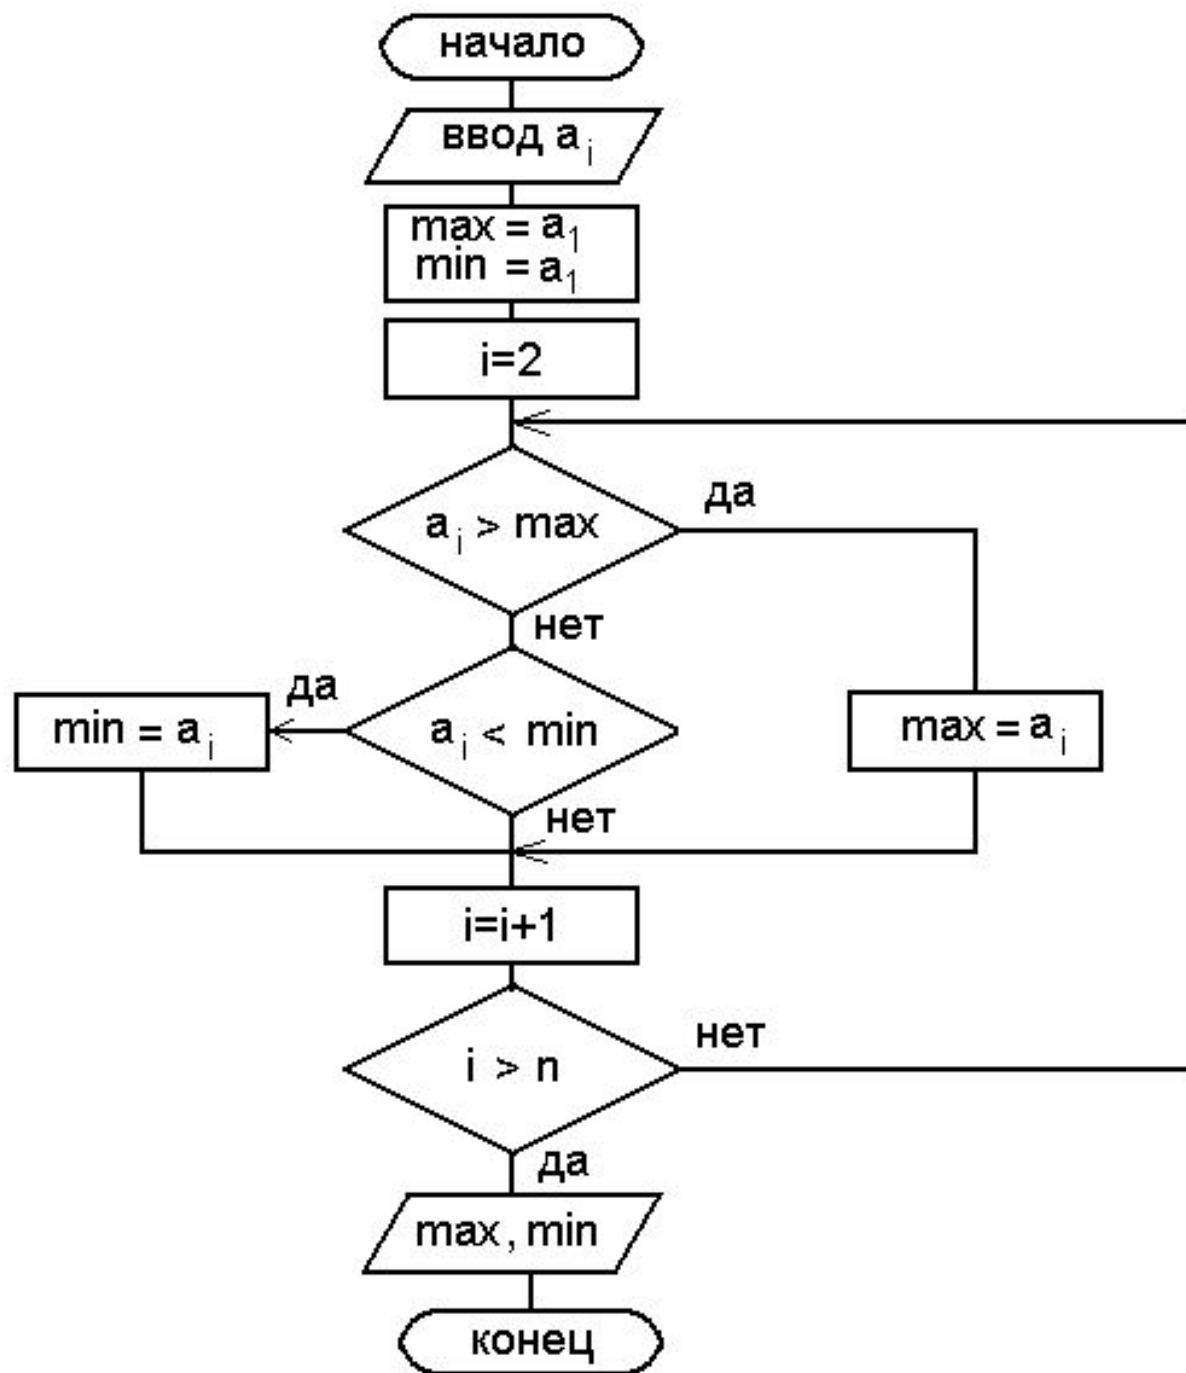 начало
ввод a i
max = a 1
min = a 1
i=2
a i > max
да
нет
да
min = a i
a i < min
max = a i
нет
i=i+1
i > n
нет
да
max, min
конец